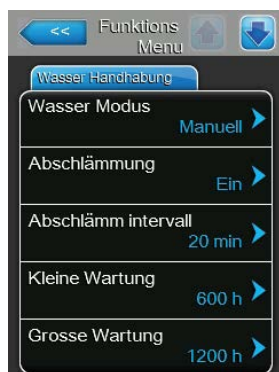 <<
Funktions
Menu
Wasser Handhabung
Wasser Modus
Manuell
Abschlämmung
Ein
Abschlämm intervall
20 min
Kleine Wartung
600 h
Grosse Wartung
1200 h